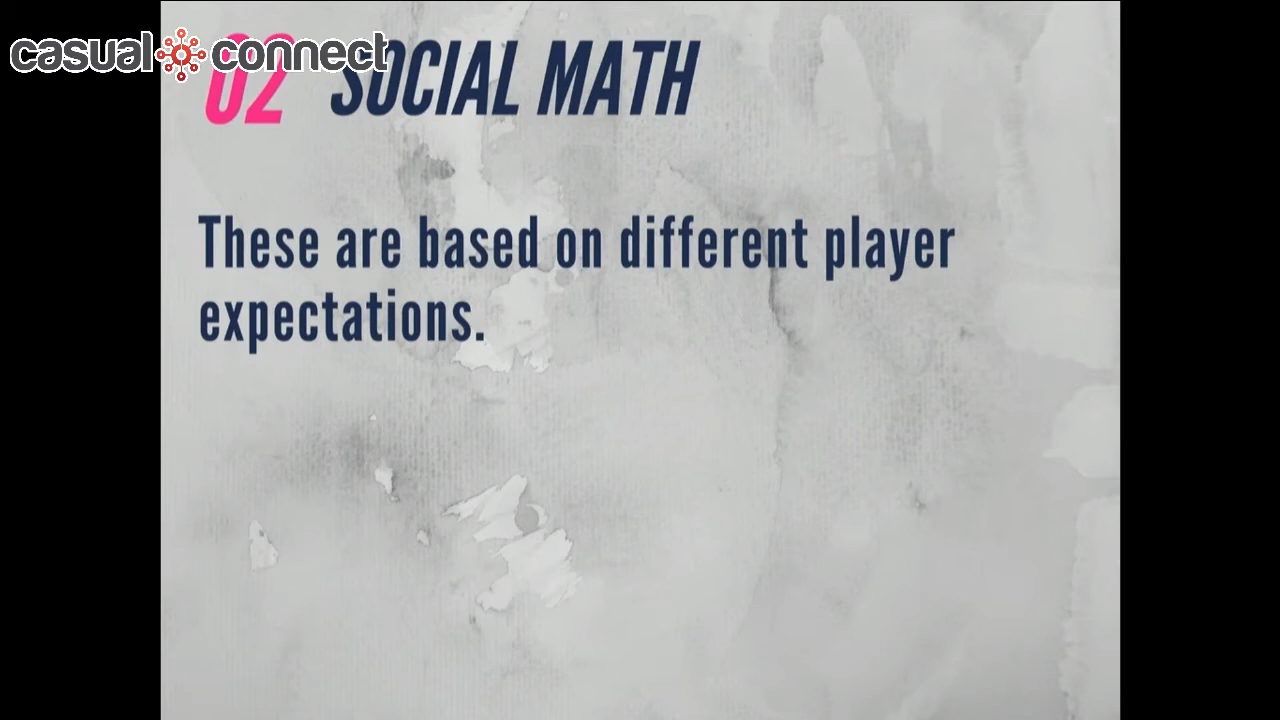 casual connect
02 SOCIAL MATH
These are based on different player
expectations.